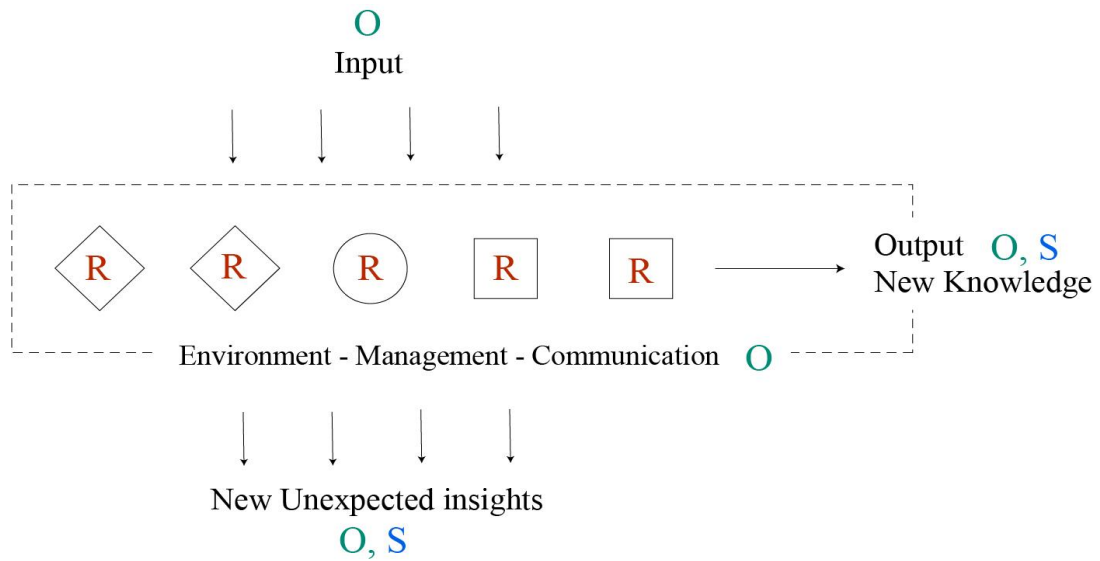 O
Input
R R R R R
Output O, S
New Knowledge
Environment - Management - Communication O
New Unexpected insights
O, S